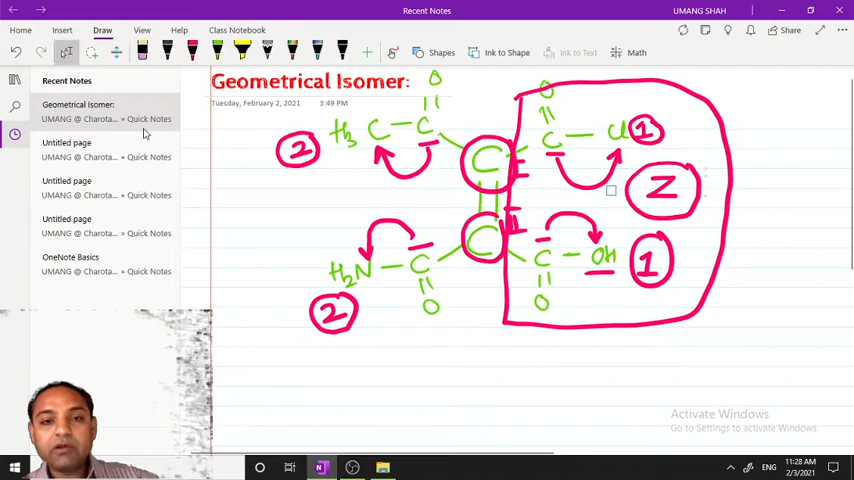 Recent Notes
UMANG SHAH
Home
Insert
Draw
View
Help
Class Notebook
Share
Shapes
Ink to Shape
Ink to Text
Math
Recent Notes
Geometrical Isomer:
UMANG @ Charota... » Quick Notes
Untitled page
UMANG @ Charota... » Quick Notes
Untitled page
UMANG @ Charota... » Quick Notes
Untitled page
UMANG @ Charota... » Quick Notes
OneNote Basics
UMANG @ Charota... » Quick Notes
Geometrical Isomer:
Tuesday, February 2, 2021 3:49 PM
O O
2 H3 C – C C – Cl 1
C I
Z
II
C
H2N – C C – OH 1
2 O O
Activate Windows
Go to Settings to activate Windows.
ENG
11:28 AM
2/3/2021